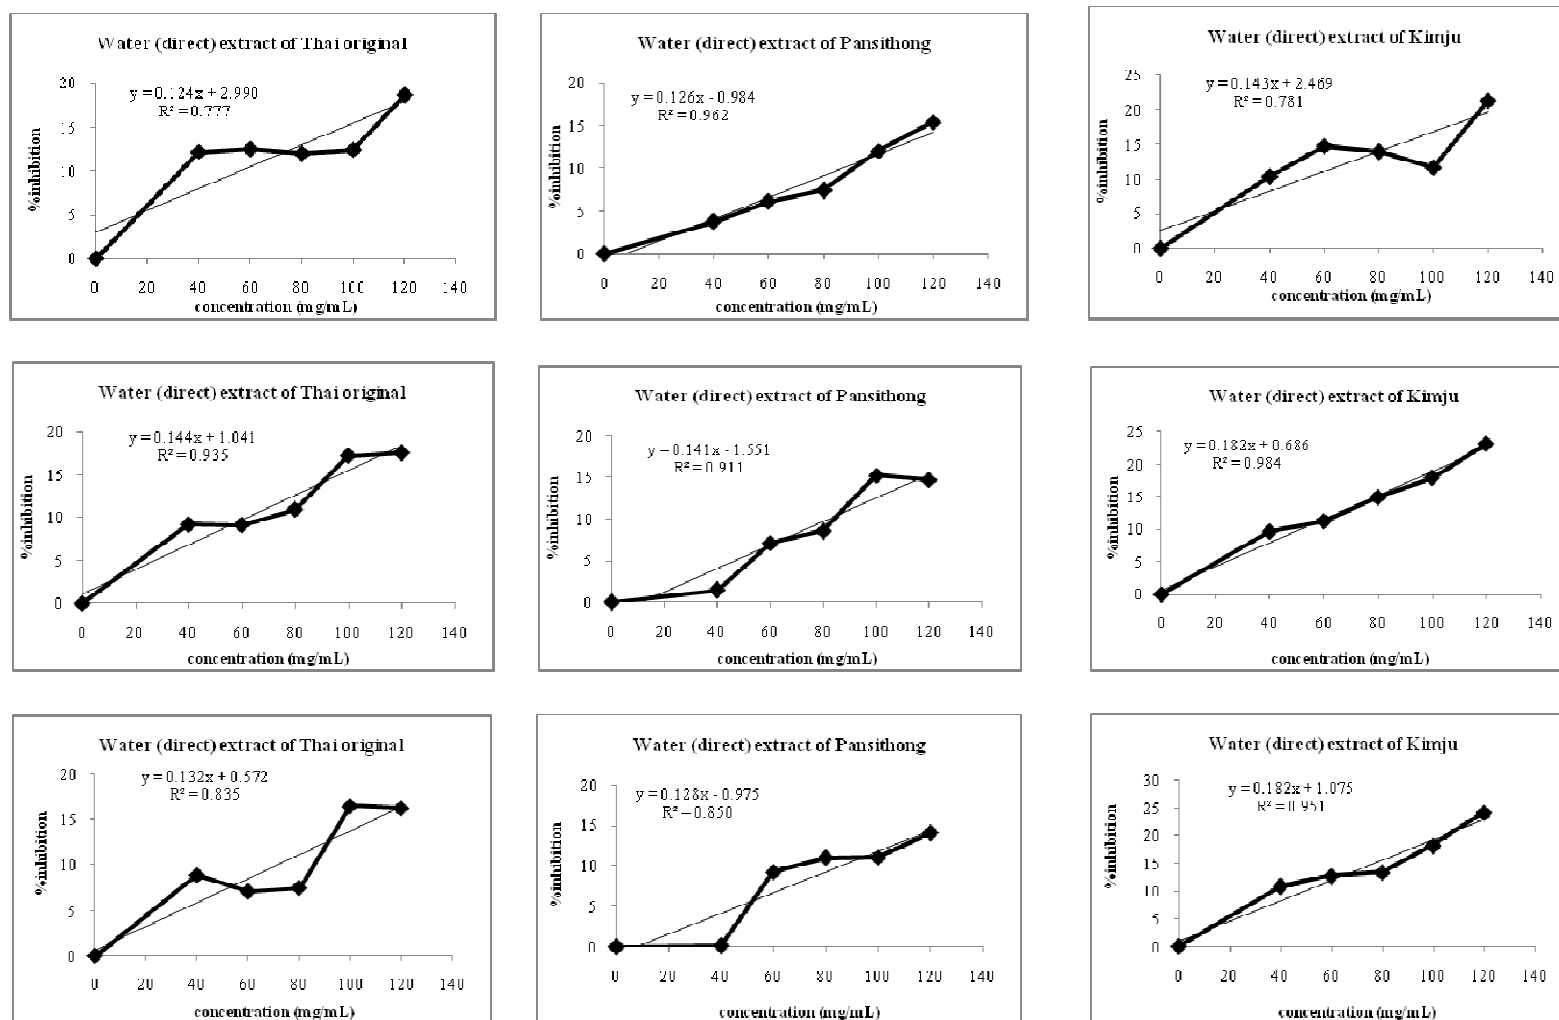 Water (direct) extract of Thai original
y = 0.124x + 2.990
R² = 0.777
%inhibition
20
15
10
5
0
0 20 40 60 80 100 120 140
concentration (mg/mL)
Water (direct) extract of Pansithong
y = 0.126x - 0.984
R² = 0.962
%inhibition
20
15
10
5
0
0 20 40 60 80 100 120 140
concentration (mg/mL)
Water (direct) extract of Kimju
y = 0.143x + 2.469
R² = 0.781
%inhibition
25
20
15
10
5
0
0 20 40 60 80 100 120 140
concentration (mg/mL)
Water (direct) extract of Thai original
y = 0.144x + 1.041
R² = 0.935
%inhibition
20
15
10
5
0
0 20 40 60 80 100 120 140
concentration (mg/mL)
Water (direct) extract of Pansithong
y = 0.141x - 1.551
R² = 0.911
%inhibition
20
15
10
5
0
0 20 40 60 80 100 120 140
concentration (mg/mL)
Water (direct) extract of Kimju
y = 0.182x + 0.686
R² = 0.984
%inhibition
25
20
15
10
5
0
0 20 40 60 80 100 120 140
concentration (mg/mL)
Water (direct) extract of Thai original
y = 0.132x + 0.572
R² = 0.835
%inhibition
20
15
10
5
0
0 20 40 60 80 100 120 140
concentration (mg/mL)
Water (direct) extract of Pansithong
y = 0.128x - 0.975
R² = 0.850
%inhibition
20
15
10
5
0
0 20 40 60 80 100 120 140
concentration (mg/mL)
Water (direct) extract of Kimju
y = 0.182x + 1.075
R² = 0.951
%inhibition
30
25
20
15
10
5
0
0 20 40 60 80 100 120 140
concentration (mg/mL)